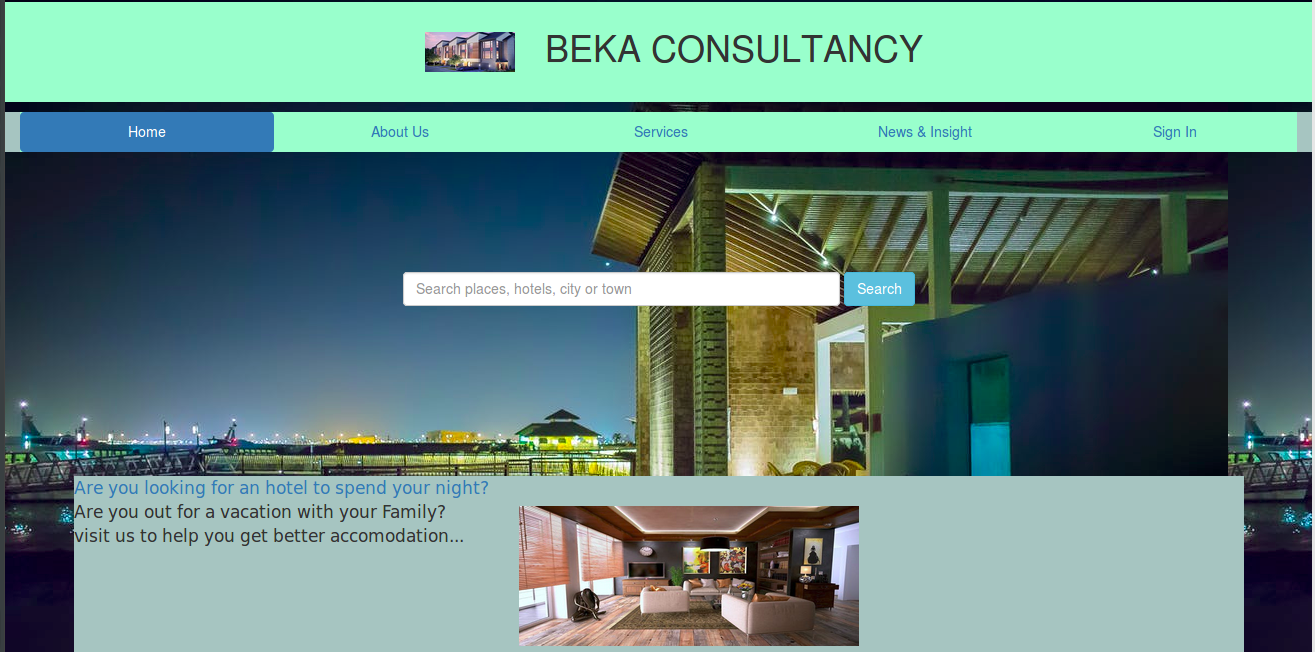 BEKA CONSULTANCY
Home
About Us
Services
News & Insight
Sign In
Search places, hotels, city or town
Search
Are you looking for an hotel to spend your night?
Are you out for a vacation with your Family?
visit us to help you get better accomodation...